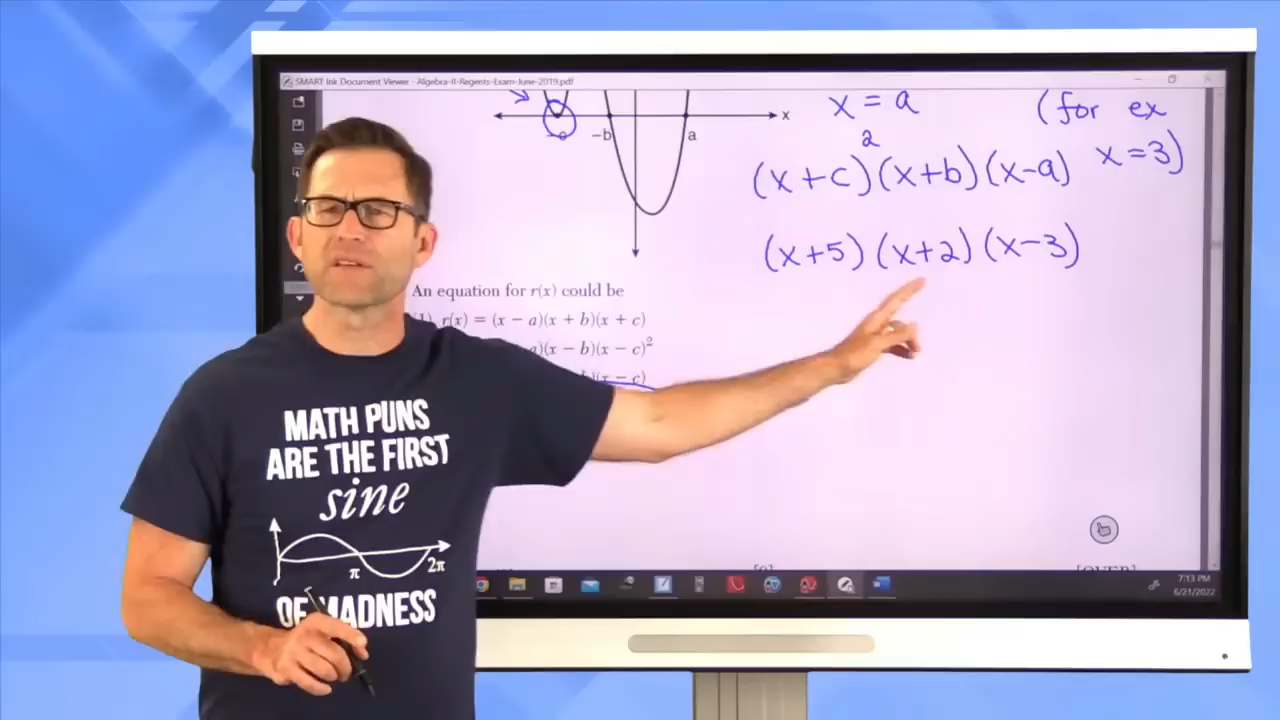 SMART Ink Document Viewer - Algebra-II-Regents-Exam-June-2019.pdf
x = a
(for ex
x = 3)
x
-b
a
2
(x+c)(x+b)(x-a)
(x+5)(x+2)(x-3)
An equation for r(x) could be
r(x) = (x − a)(x + b)(x + c)
a)(x − b)(x − c)²
(x − c)
MATH PUNS
ARE THE FIRST
sine
π
2π
OF MADNESS
7:13 PM
6/21/2022